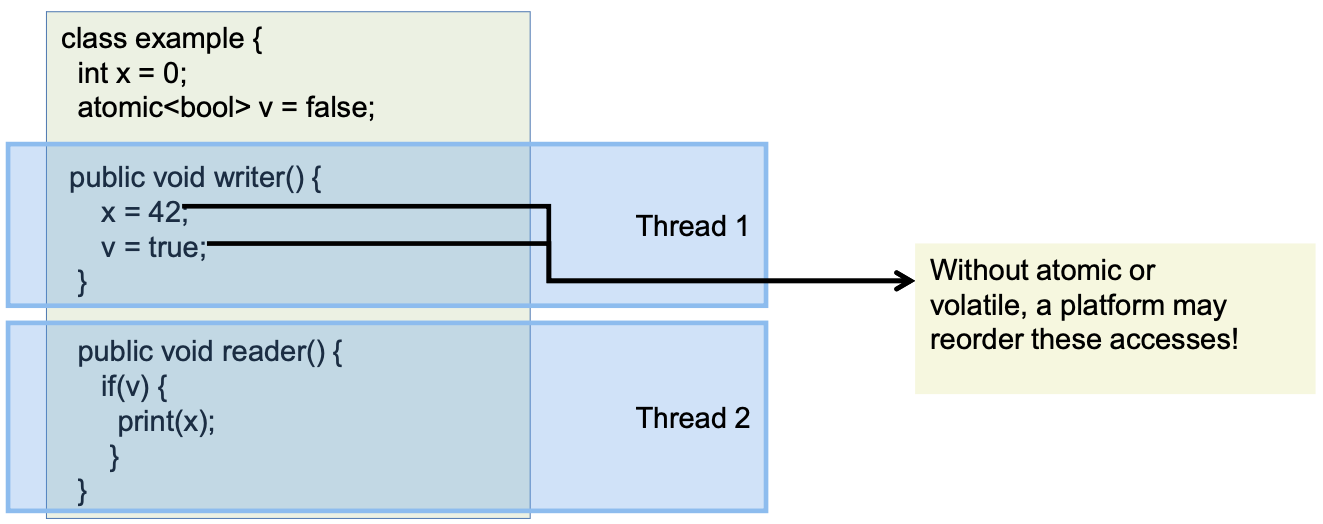 class example {
int x = 0;
atomic<bool> v = false;
public void writer() {
x = 42;
v = true;
}
Thread 1
Without atomic or
volatile, a platform may
reorder these accesses!
public void reader() {
if(v) {
print(x);
}
}
Thread 2